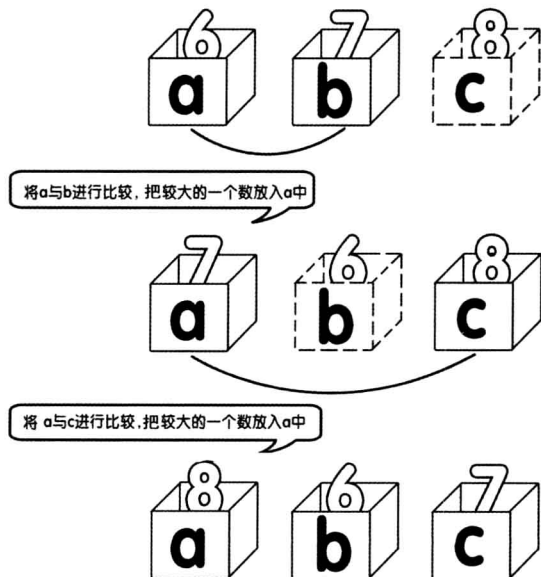 6 7 8
a b c
将a与b进行比较，把较大的一个数放入a中
7 6 8
a b c
将 a与c进行比较,把较大的一个数放入a中
8 6 7
a b c